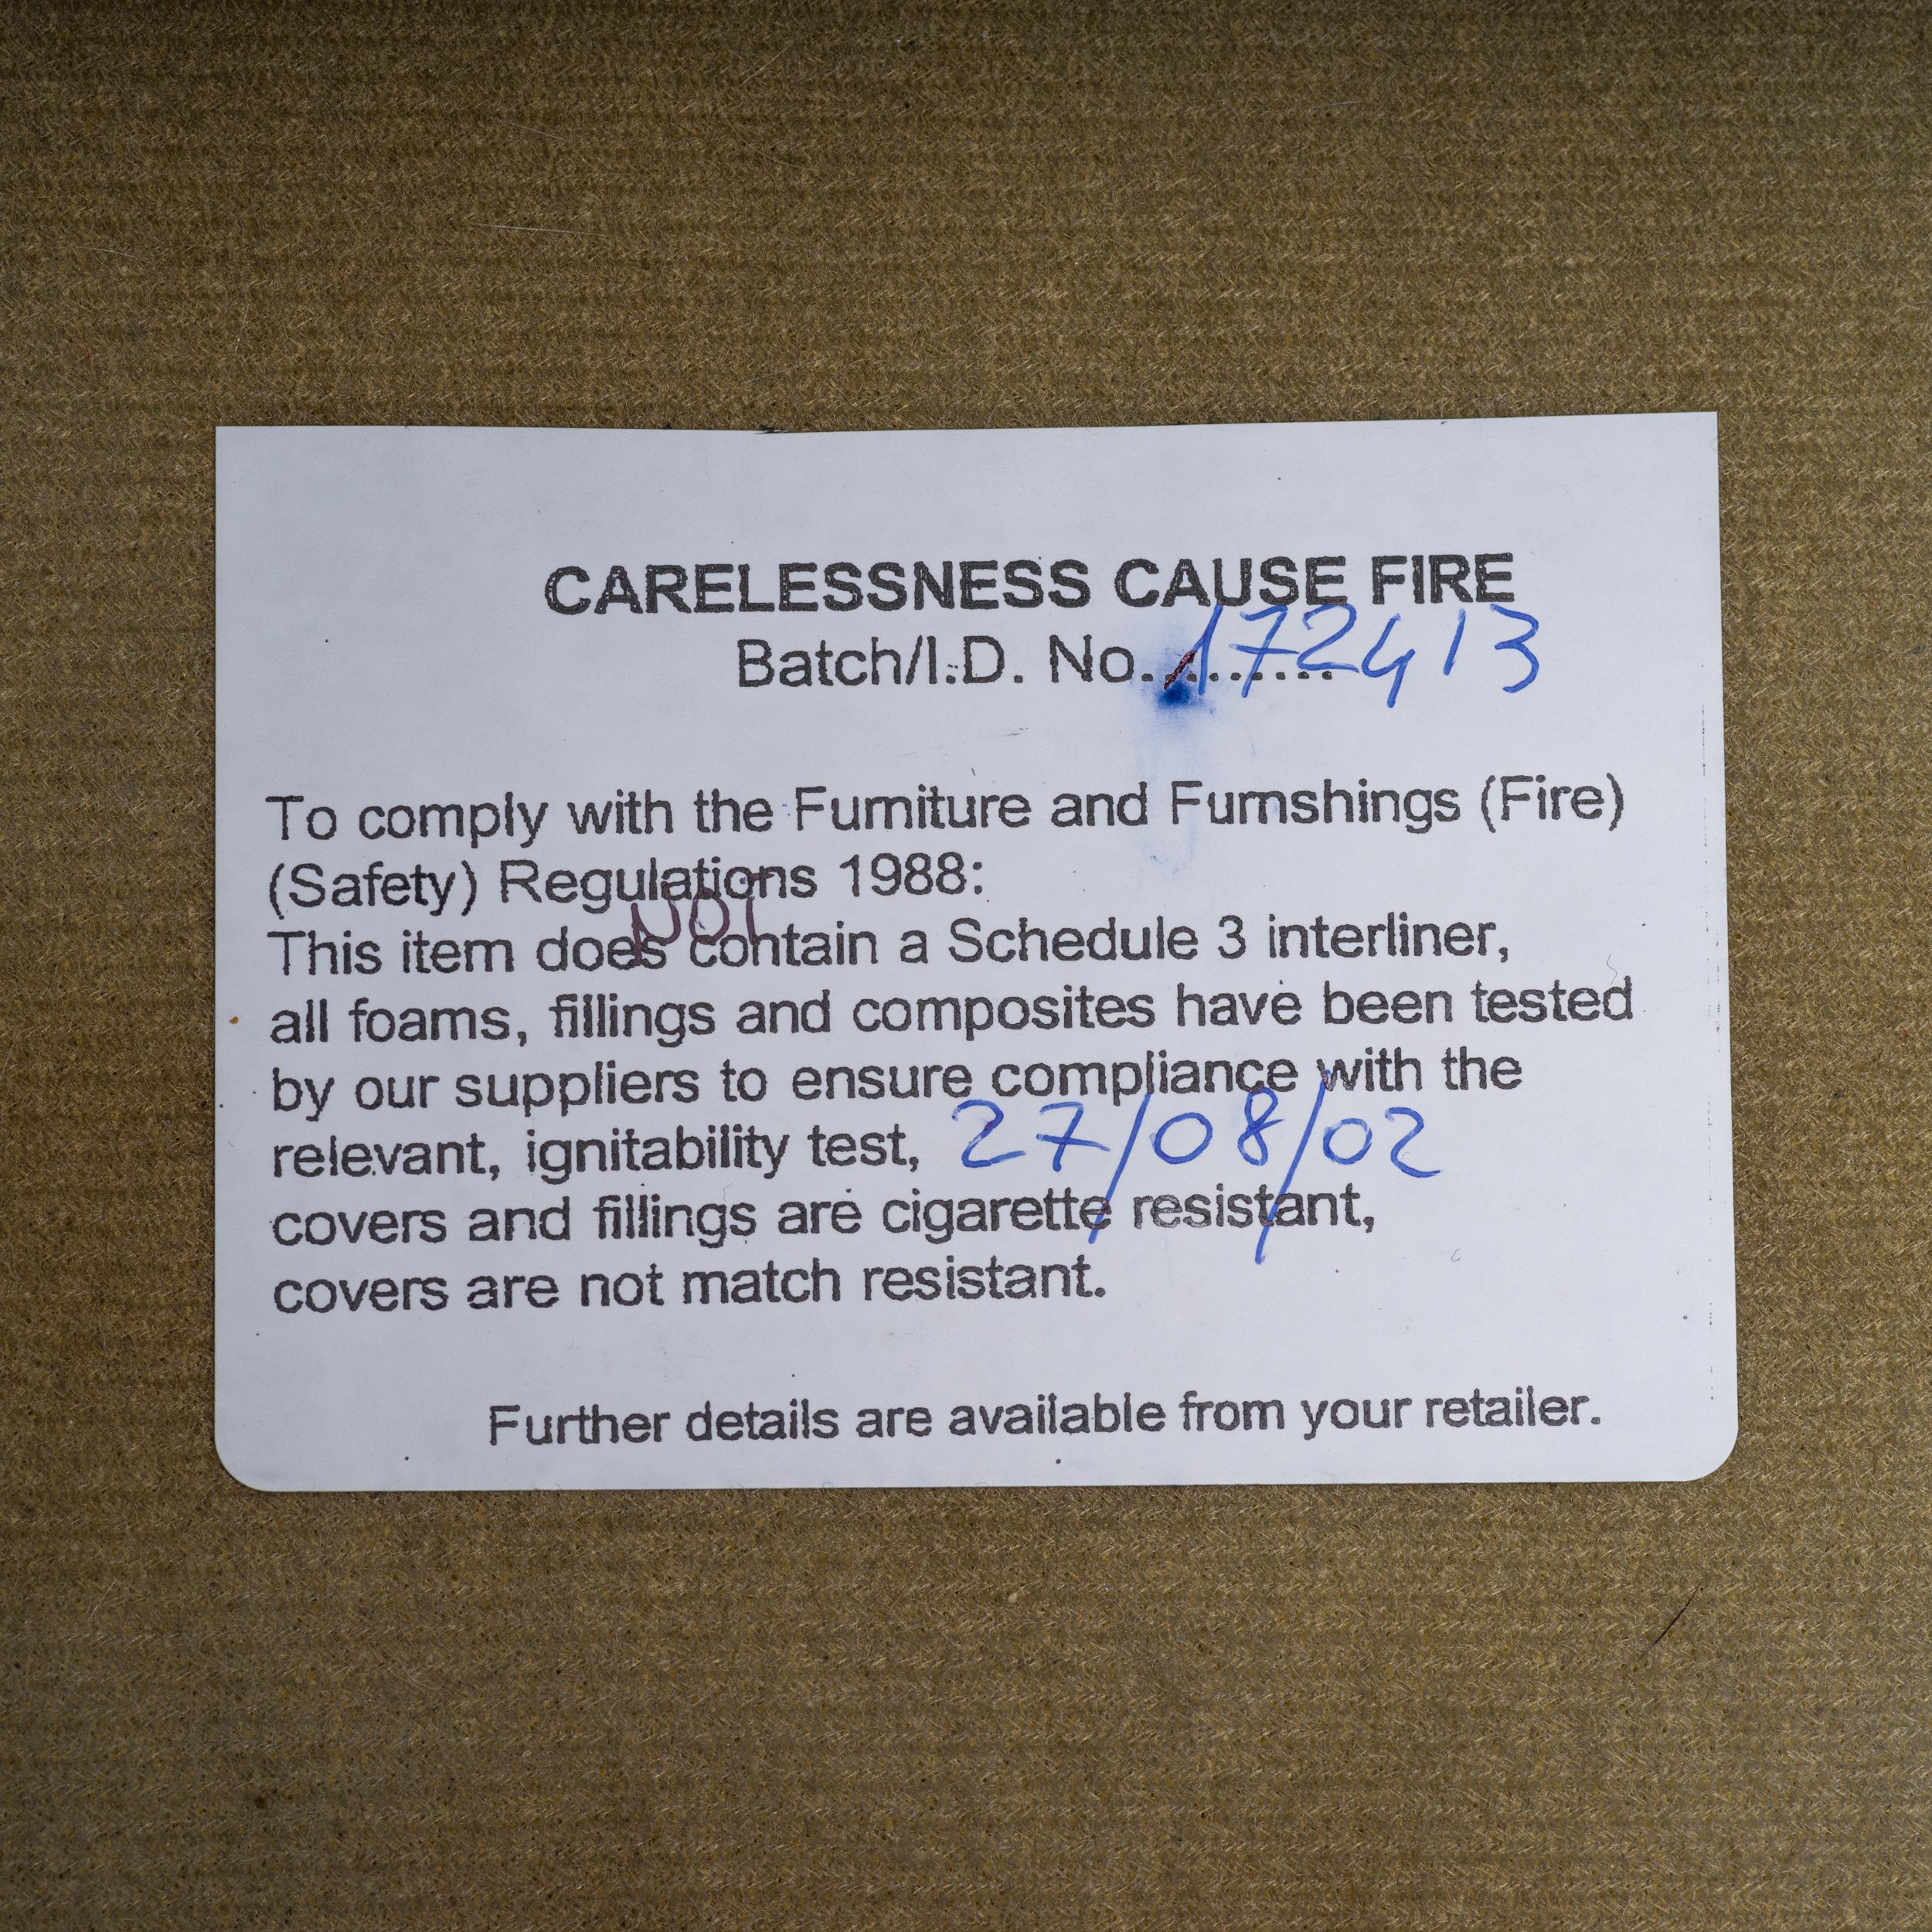 CARELESSNESS CAUSE FIRE
Batch/I.D. No. 172413
To comply with the Furniture and Furnshings (Fire)
(Safety) Regulations 1988:
NOT
This item does contain a Schedule 3 interliner,
all foams, fillings and composites have been tested
by our suppliers to ensure compliance with the
relevant, ignitability test, 27/08/02
covers and fillings are cigarette resistant,
covers are not match resistant.
Further details are available from your retailer.